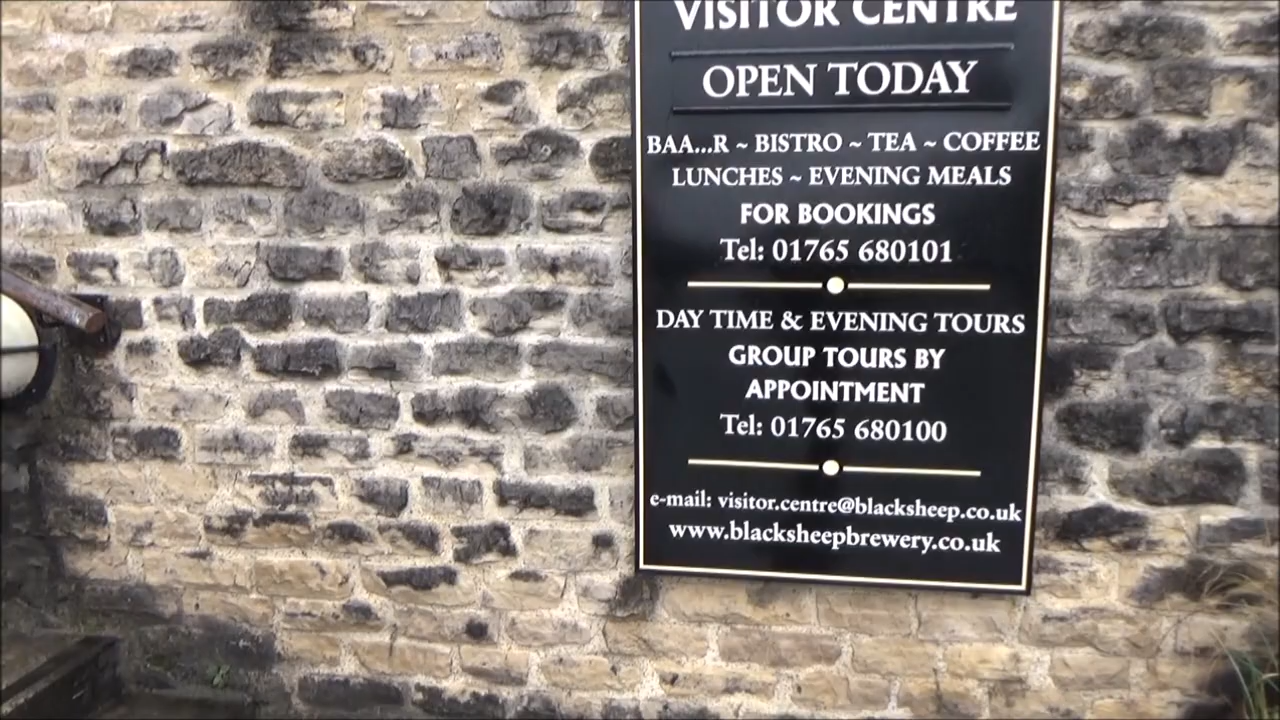 VISITOR CENTRE
OPEN TODAY
BAA...R ~ BISTRO ~ TEA ~ COFFEE
LUNCHES ~ EVENING MEALS
FOR BOOKINGS
Tel: 01765 680101
DAY TIME & EVENING TOURS
GROUP TOURS BY
APPOINTMENT
Tel: 01765 680100
e-mail: visitor.centre@blacksheep.co.uk
www.blacksheepbrewery.co.uk